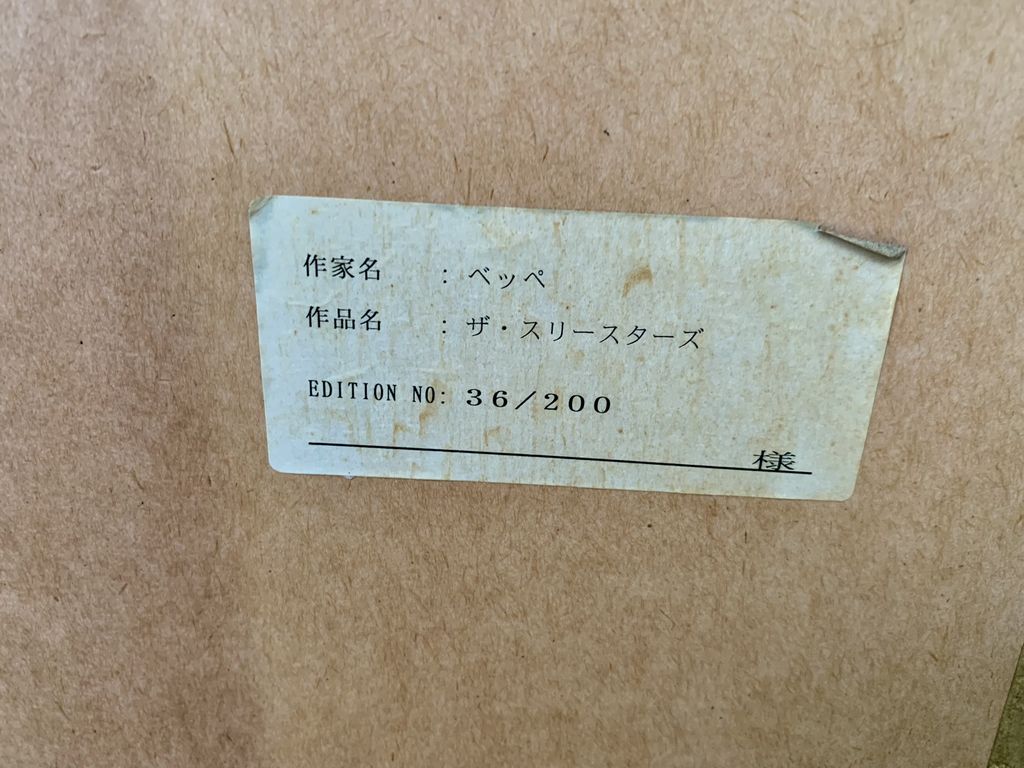 作家名 : ベッペ
作品名 : ザ・スリースターズ
EDITION NO: 36/200
様